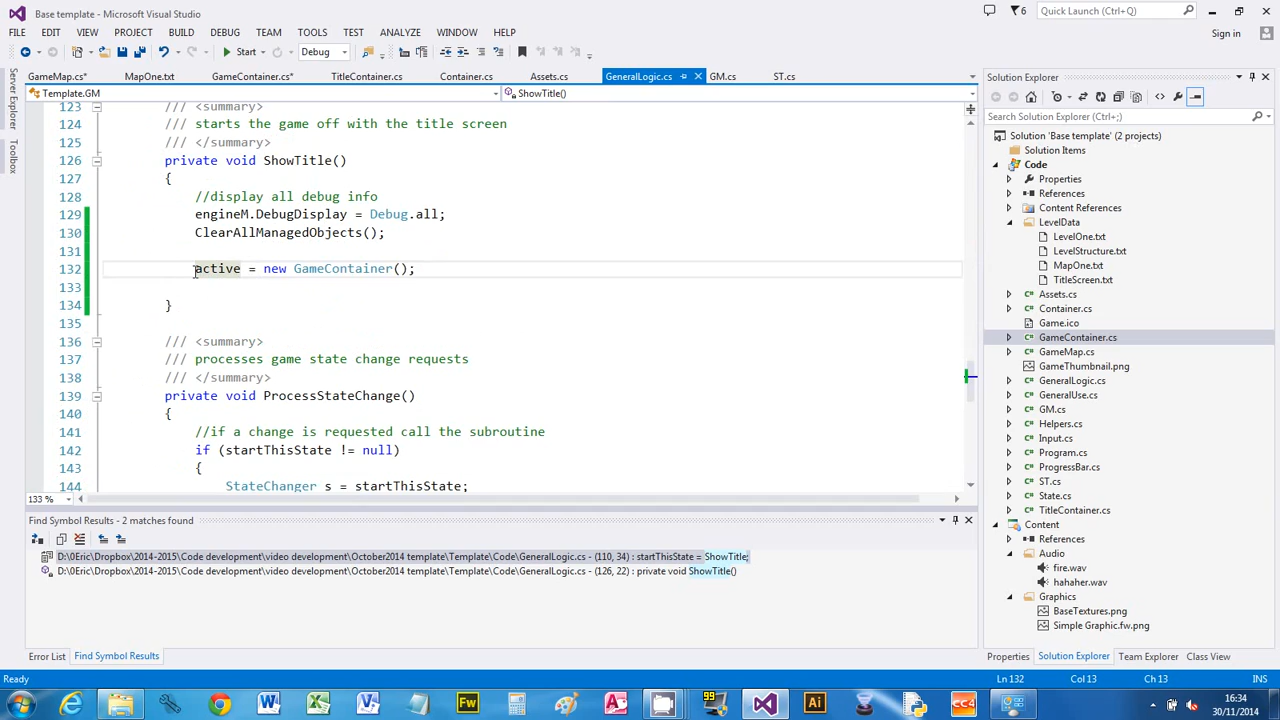 Base template - Microsoft Visual Studio
6
Quick Launch (Ctrl+Q)
FILE EDIT VIEW PROJECT BUILD DEBUG TEAM TOOLS TEST ANALYZE WINDOW HELP
Sign in
Start Debug
GameMap.cs* MapOne.txt GameContainer.cs* TitleContainer.cs Container.cs Assets.cs GeneralLogic.cs GM.cs ST.cs
Template.GM ShowTitle()
123 /// <summary>
124 /// starts the game off with the title screen
125 /// </summary>
126 private void ShowTitle()
127 {
128 //display all debug info
129 engineM.DebugDisplay = Debug.all;
130 ClearAllManagedObjects();
131
132 active = new GameContainer();
133
134 }
135
136 /// <summary>
137 /// processes game state change requests
138 /// </summary>
139 private void ProcessStateChange()
140 {
141 //if a change is requested call the subroutine
142 if (startThisState != null)
143 {
144 StateChanger s = startThisState;
133 %
Find Symbol Results - 2 matches found
D:\0Eric\Dropbox\2014-2015\Code development\video development\October2014 template\Template\Code\GeneralLogic.cs - (110, 34) : startThisState = ShowTitle;
D:\0Eric\Dropbox\2014-2015\Code development\video development\October2014 template\Template\Code\GeneralLogic.cs - (126, 22) : private void ShowTitle()
Error List Find Symbol Results
Server Explorer
Toolbox
Solution Explorer
Search Solution Explorer (Ctrl+;)
Solution 'Base template' (2 projects)
Solution Items
Code
Properties
References
Content References
LevelData
LevelOne.txt
LevelStructure.txt
MapOne.txt
TitleScreen.txt
Assets.cs
Container.cs
Game.ico
GameContainer.cs
GameMap.cs
GameThumbnail.png
GeneralLogic.cs
GeneralUse.cs
GM.cs
Helpers.cs
Input.cs
Program.cs
ProgressBar.cs
ST.cs
State.cs
TitleContainer.cs
Content
References
Audio
fire.wav
hahaher.wav
Graphics
BaseTextures.png
Simple Graphic.fw.png
Properties Solution Explorer Team Explorer Class View
Ready
Ln 132 Col 13 Ch 13 INS
Fw
99
Ai
CC4
16:34
30/11/2014